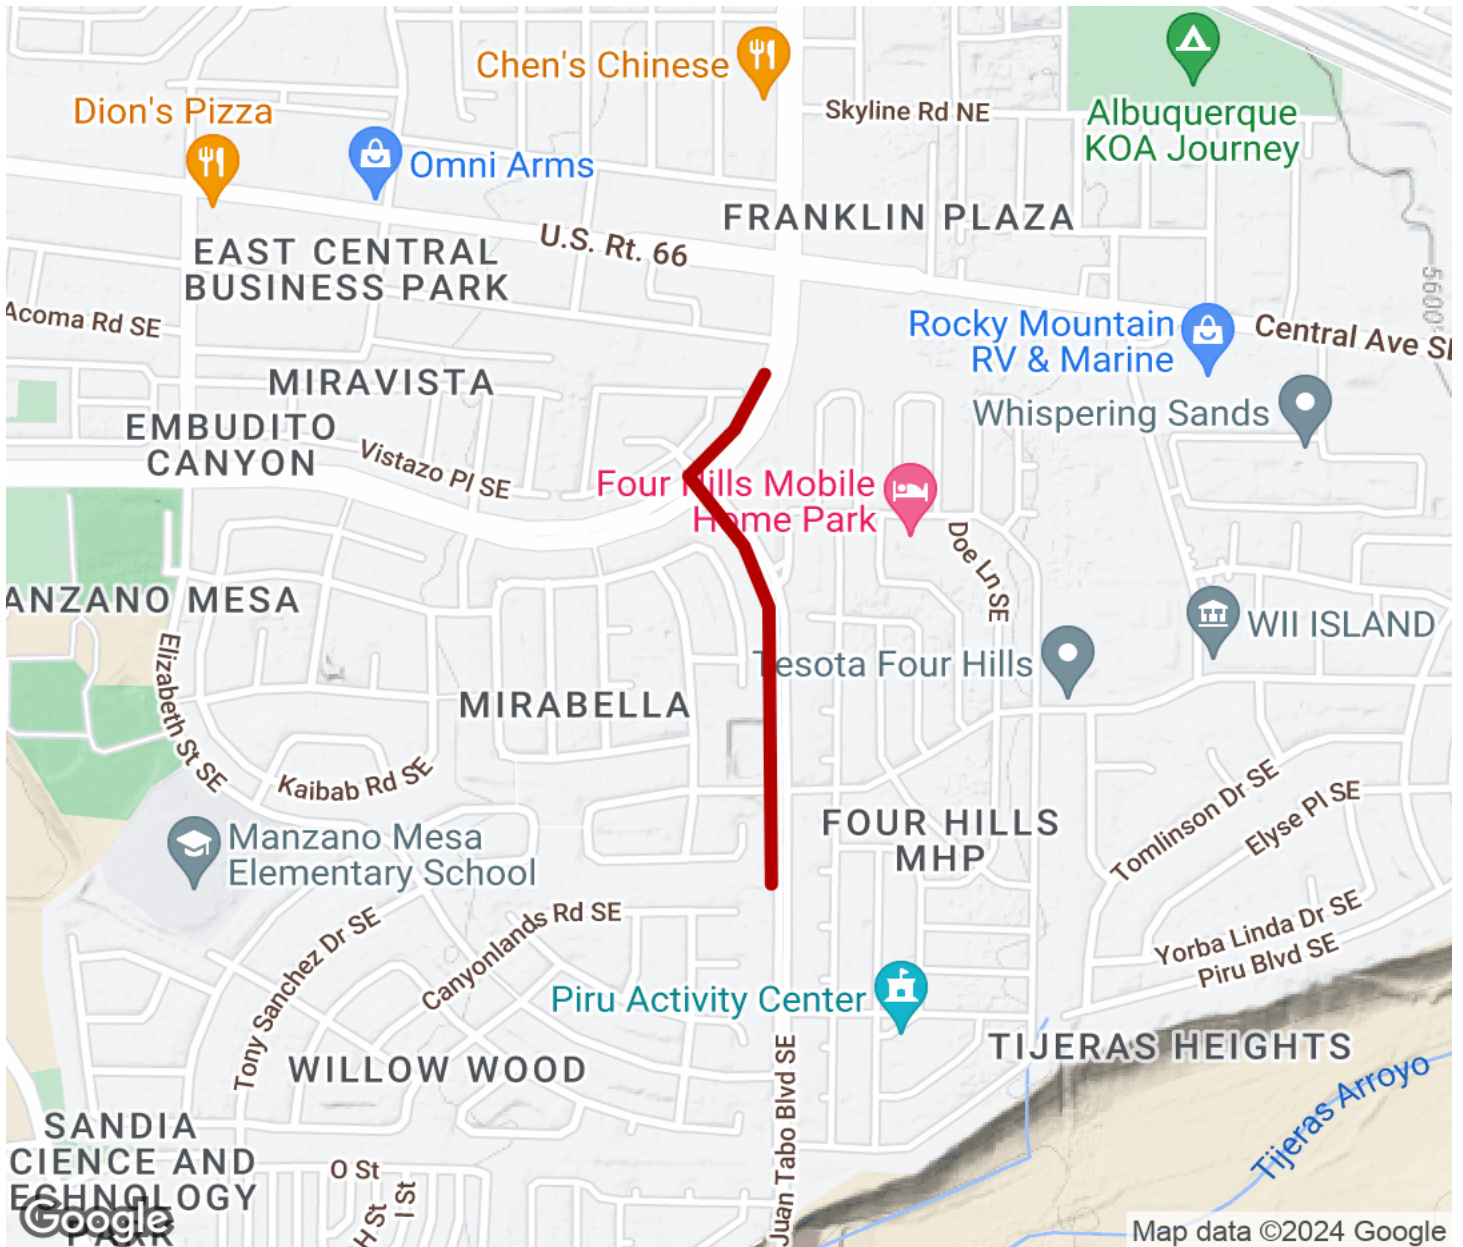 Chen's Chinese
Dion's Pizza
Skyline Rd NE
Albuquerque
KOA Journey
Omni Arms
FRANKLIN PLAZA
U.S. Rt. 66
EAST CENTRAL
BUSINESS PARK
5600'
Acoma Rd SE
Rocky Mountain
RV & Marine
Central Ave SE
MIRAVISTA
Whispering Sands
EMBUDITO
CANYON
Vistazo Pl SE
Four Hills Mobile
Home Park
Doe Ln SE
ANZANO MESA
WII ISLAND
Elizabeth St SE
Tesota Four Hills
MIRABELLA
Kaibab Rd SE
Tomlinson Dr SE
Elyse Pl SE
FOUR HILLS
MHP
Manzano Mesa
Elementary School
Canyonlands Rd SE
Tony Sanchez Dr SE
Yorba Linda Dr SE
Piru Blvd SE
Piru Activity Center
TIJERAS HEIGHTS
WILLOW WOOD
Juan Tabo Blvd SE
Tijeras Arroyo
SANDIA
CIENCE AND
ECHNOLOGY
PARK
O St
I St
H St
Google
Map data ©2024 Google